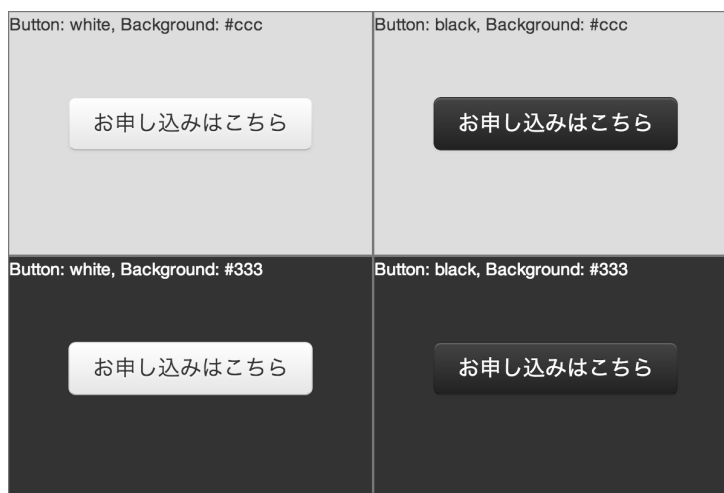 Button: white, Background: #ccc
Button: black, Background: #ccc
お申し込みはこちら
お申し込みはこちら
Button: white, Background: #333
Button: black, Background: #333
お申し込みはこちら
お申し込みはこちら